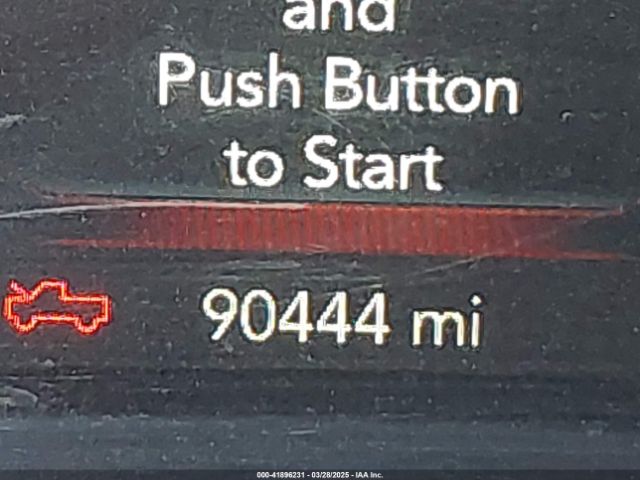 and
Push Button
to Start
90444 mi
000-41896231 - 03/28/2025 - IAA Inc.